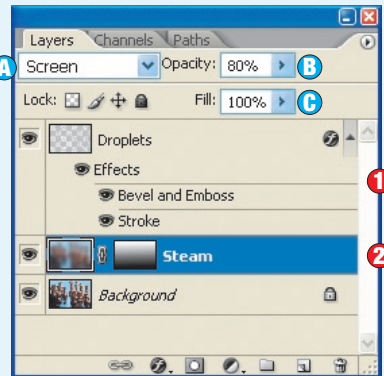 Layers Channels Paths
A Screen Opacity: 80% B
Lock: Fill: 100% C
Droplets
Effects
Bevel and Emboss 1
Stroke
Steam 2
Background